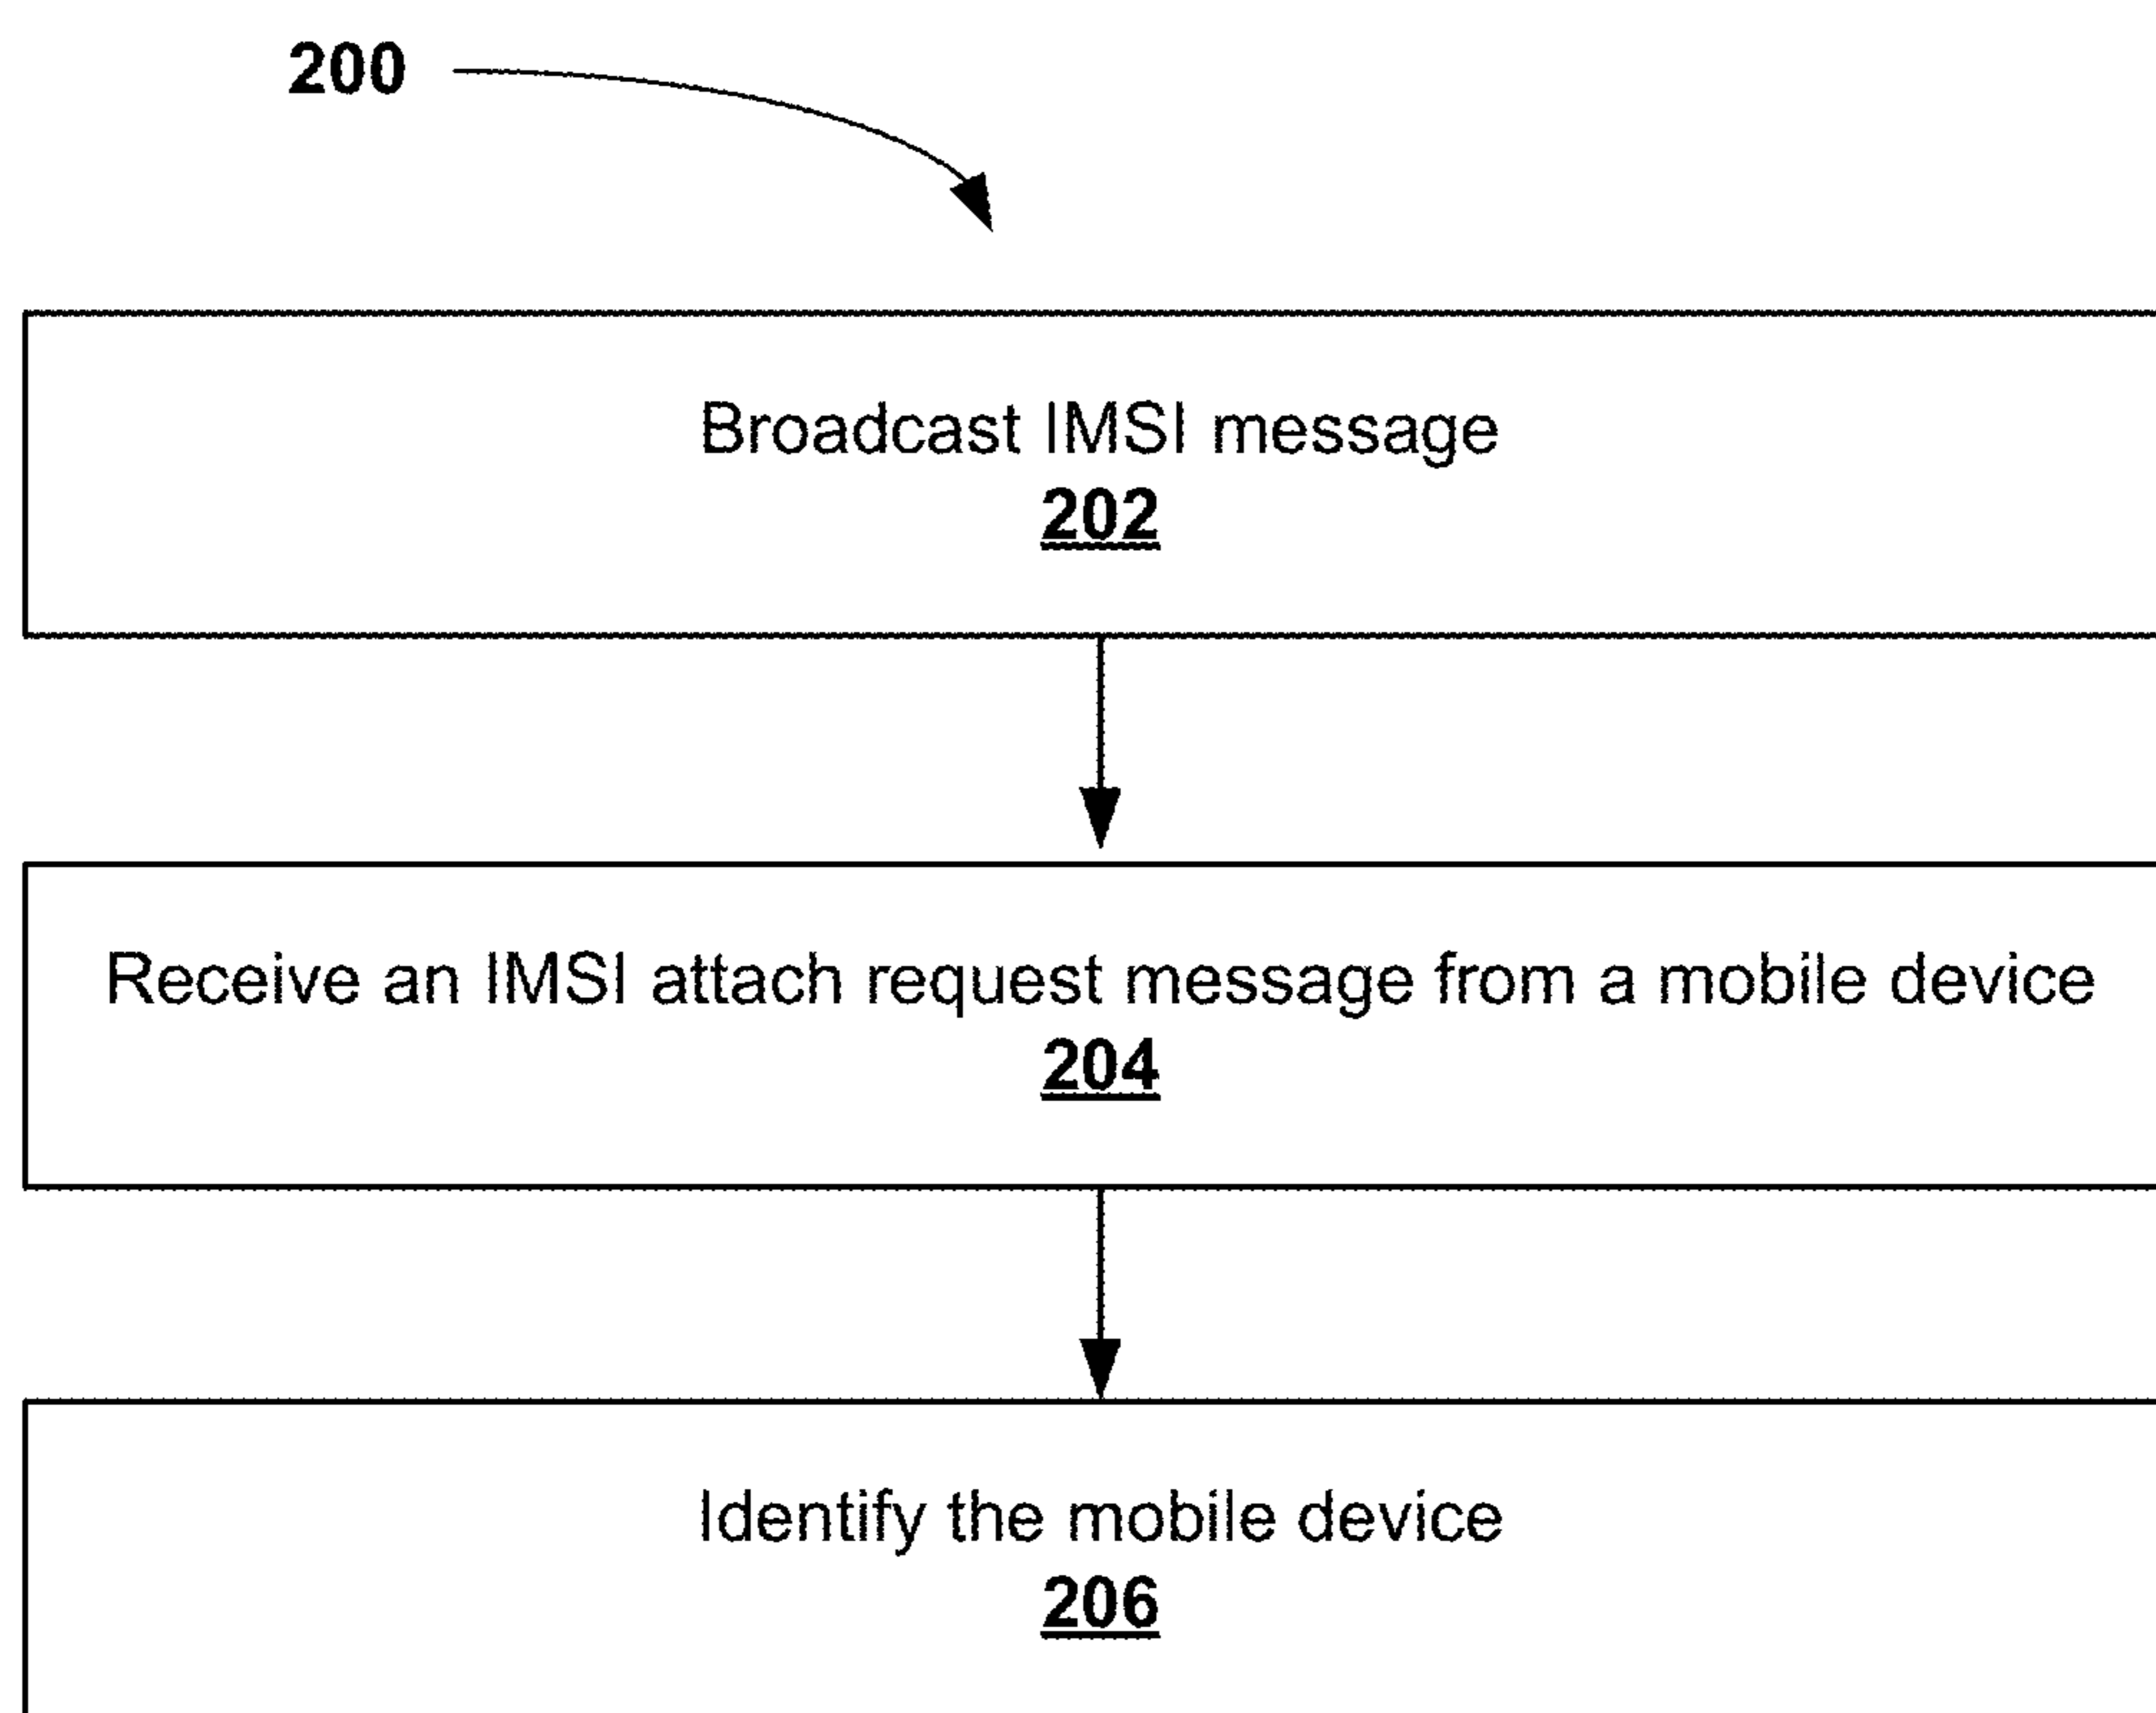 200
Broadcast IMSI message
202
Receive an IMSI attach request message from a mobile device
204
Identify the mobile device
206